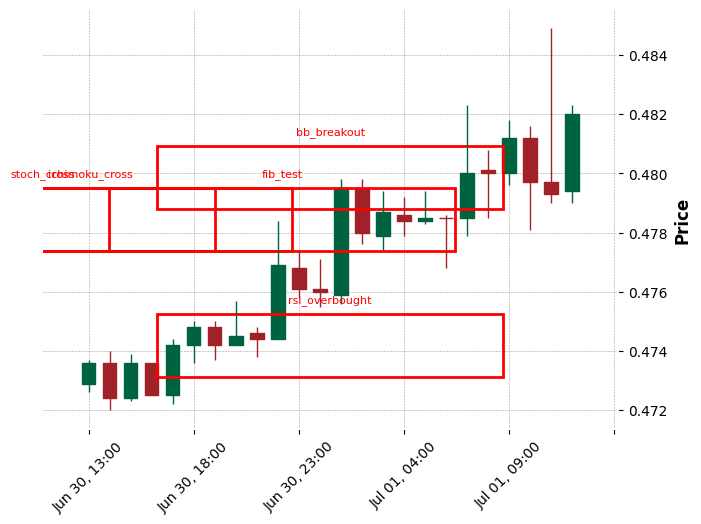 0.484
0.482
bb_breakout
0.480
stoch_cross
ichimoku_cross
fib_test
0.478
Price
0.476
rsi_overbought
0.474
0.472
Jun 30, 13:00
Jun 30, 18:00
Jun 30, 23:00
Jul 01, 04:00
Jul 01, 09:00